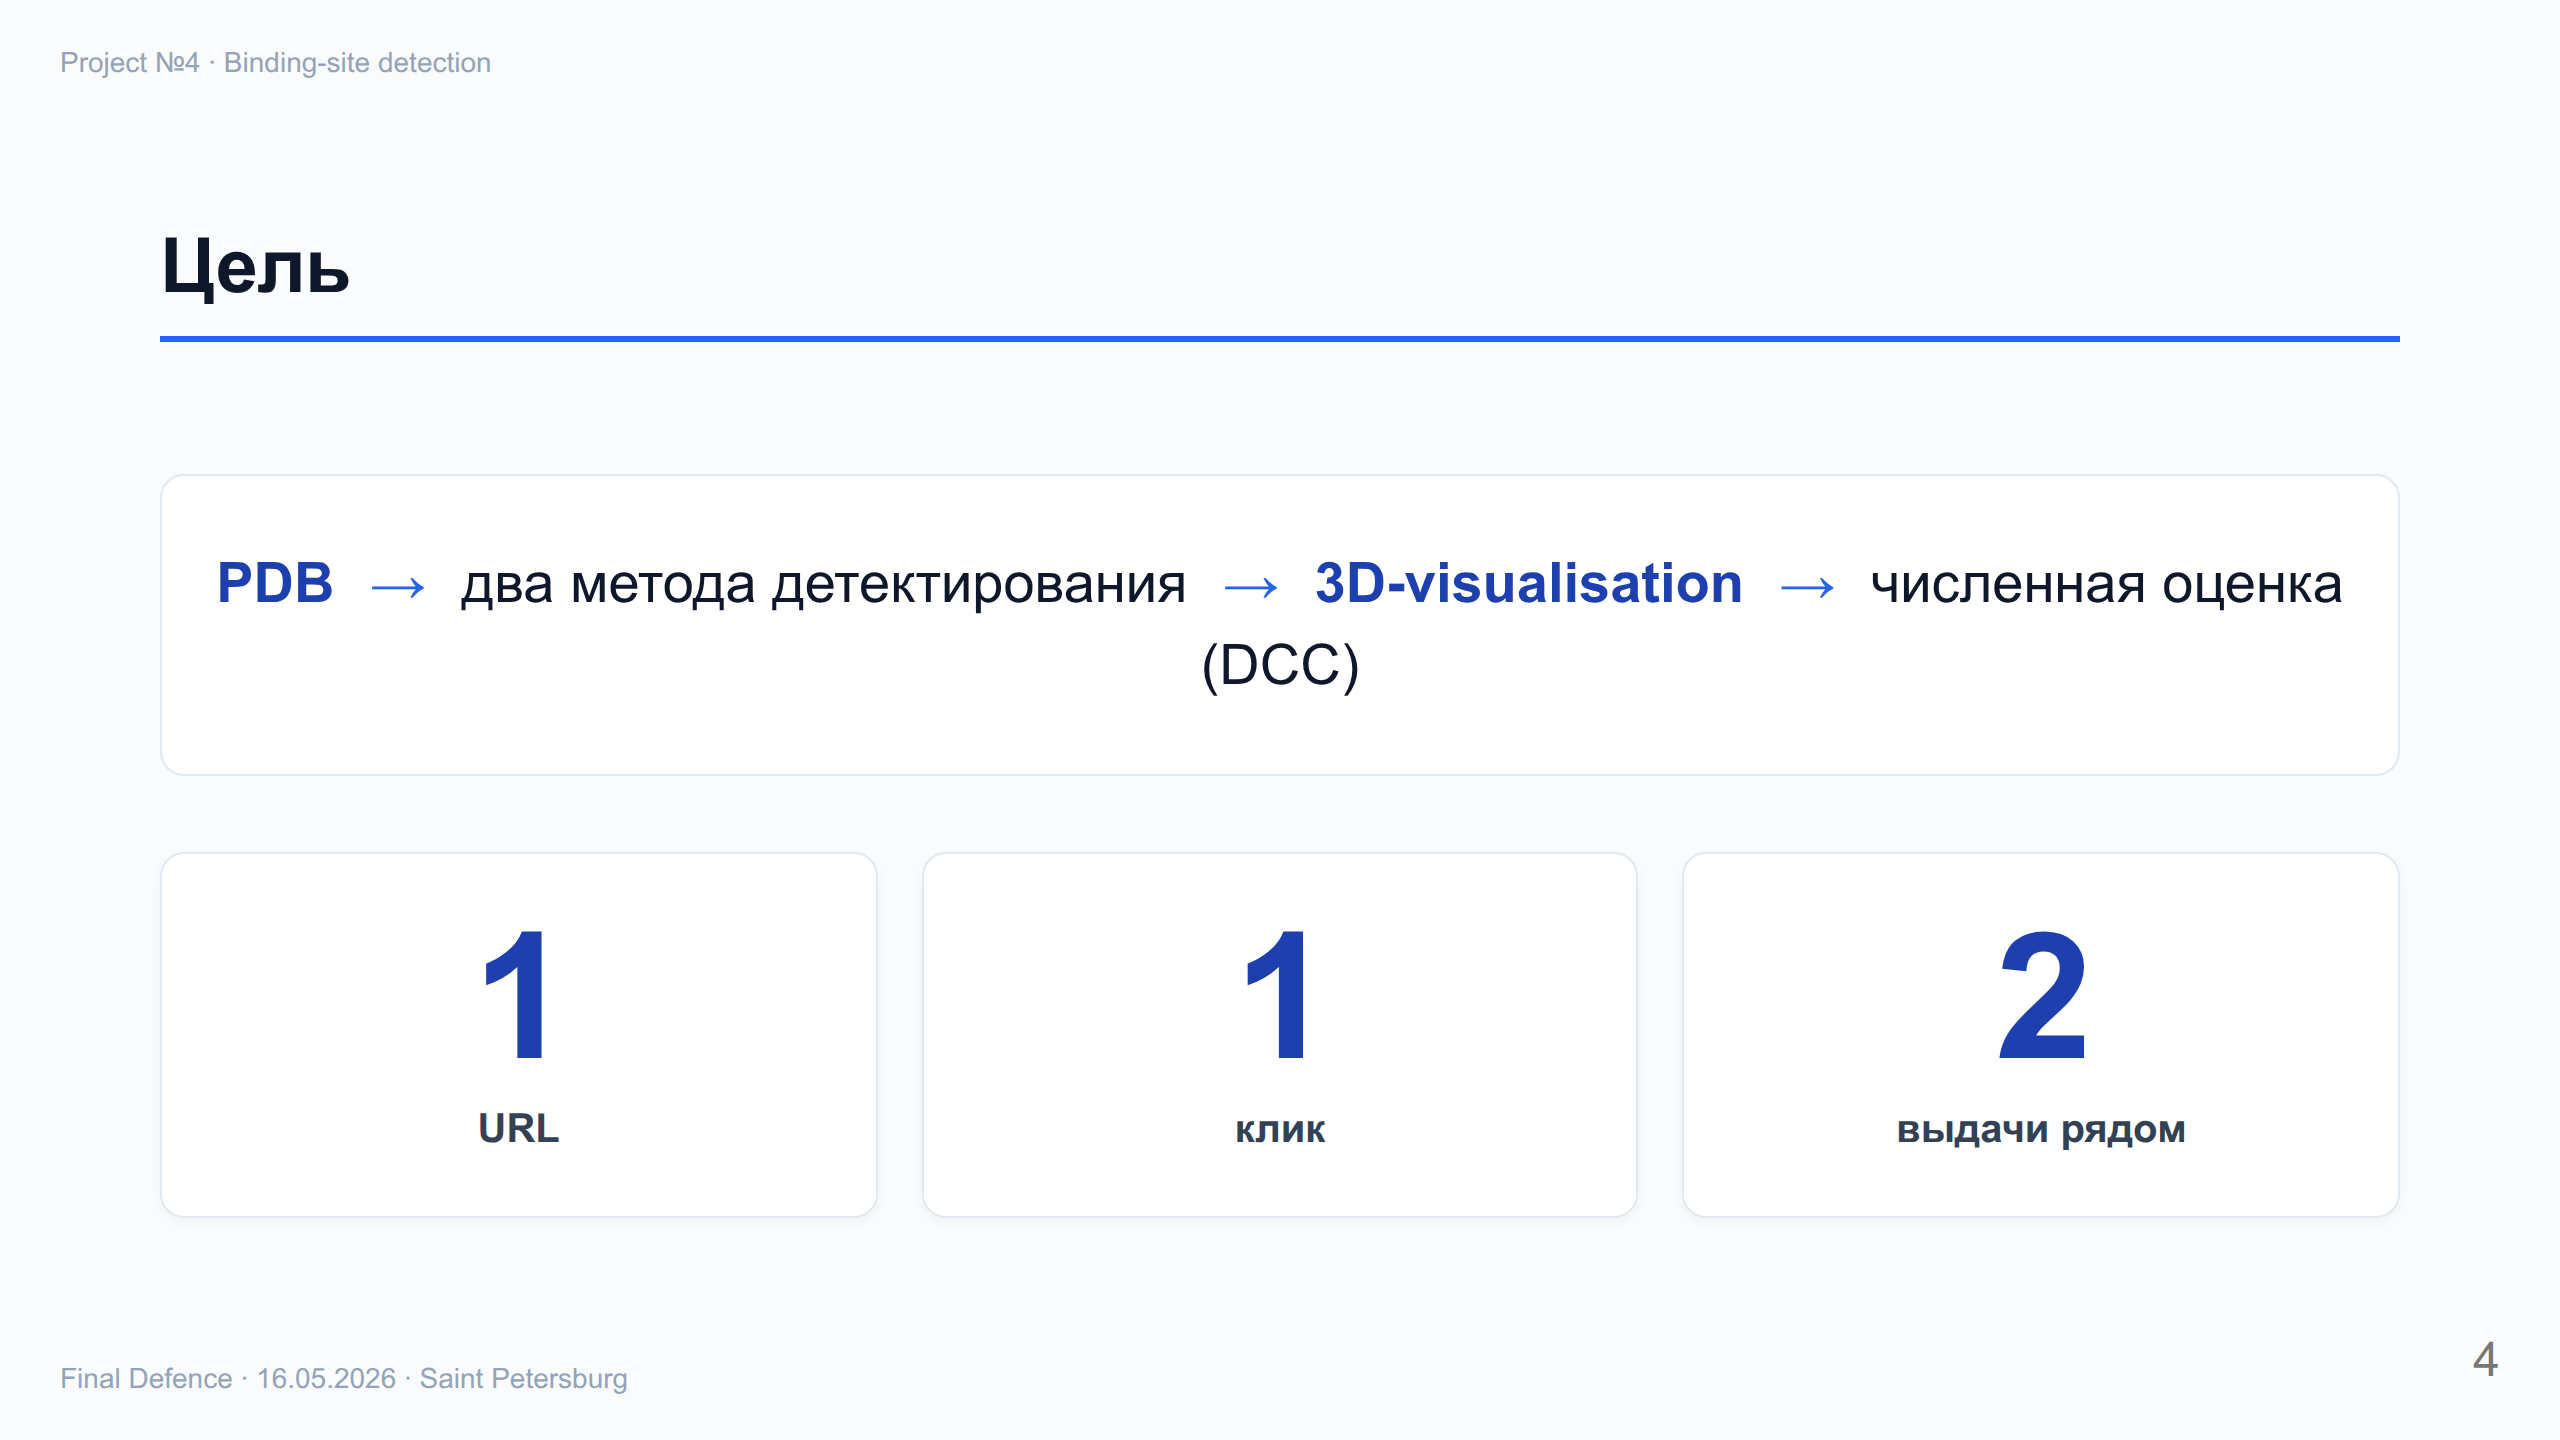 Project №4 · Binding-site detection
Цель
PDB → два метода детектирования → 3D-visualisation → численная оценка
(DCC)
1
URL
1
клик
2
выдачи рядом
Final Defence · 16.05.2026 · Saint Petersburg
4